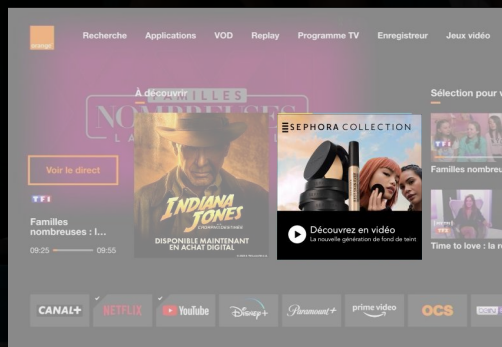 orange
Recherche Applications VOD Replay Programme TV Enregistreur Jeux vidéo
À découvrir
FAMILLES
NOMBREUSES
Sélection pour v
SEPHORA COLLECTION
Voir le direct
TF1
Familles
nombreuses : l...
09:25 09:55
INDIANA
JONES
DISPONIBLE MAINTENANT
EN ACHAT DIGITAL
Découvrez en vidéo
La nouvelle génération de fond de teint
Familles nombreu
Time to love : la r
CANAL+ NETFLIX YouTube Disney+ Paramount+ prime video OCS